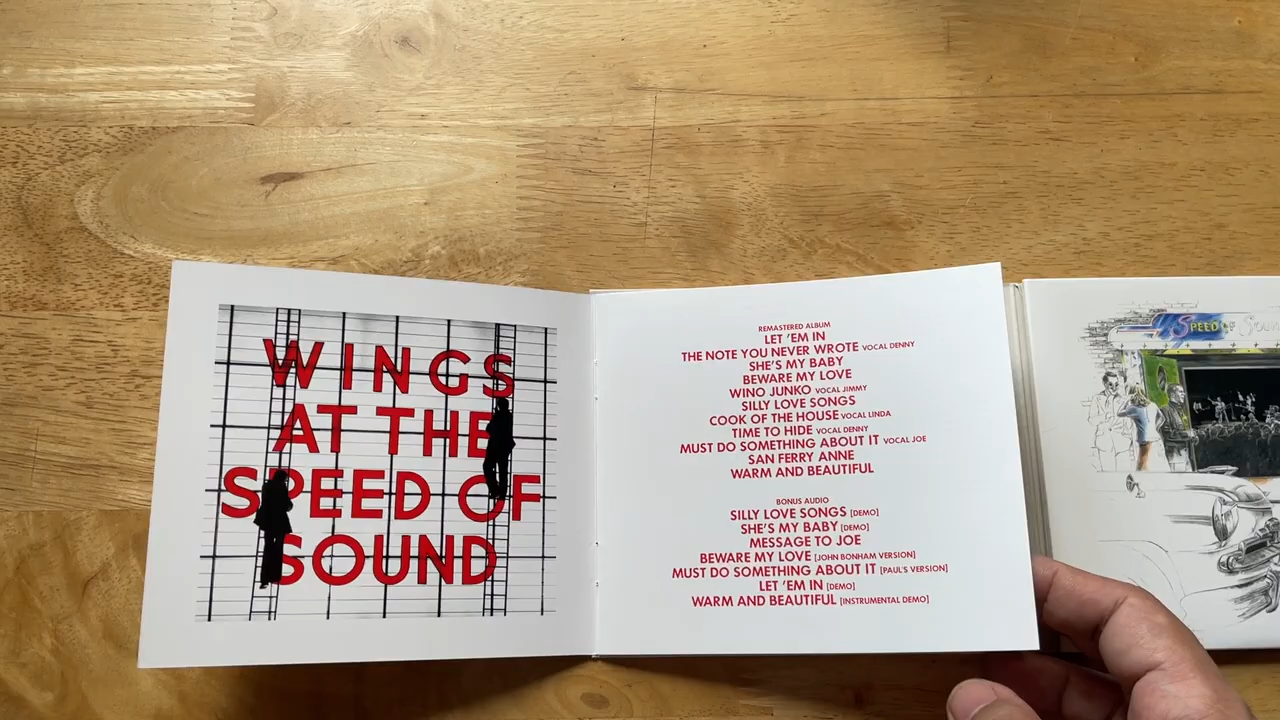 WINGS
AT THE
SPEED OF
SOUND
REMASTERED ALBUM
LET 'EM IN
THE NOTE YOU NEVER WROTE VOCAL DENNY
SHE'S MY BABY
BEWARE MY LOVE
WINO JUNKO VOCAL JIMMY
SILLY LOVE SONGS
COOK OF THE HOUSE VOCAL LINDA
TIME TO HIDE VOCAL DENNY
MUST DO SOMETHING ABOUT IT VOCAL JOE
SAN FERRY ANNE
WARM AND BEAUTIFUL
BONUS AUDIO
SILLY LOVE SONGS [DEMO]
SHE'S MY BABY [DEMO]
MESSAGE TO JOE
BEWARE MY LOVE [JOHN BONHAM VERSION]
MUST DO SOMETHING ABOUT IT [PAUL'S VERSION]
LET 'EM IN [DEMO]
WARM AND BEAUTIFUL [INSTRUMENTAL DEMO]
SPEED OF